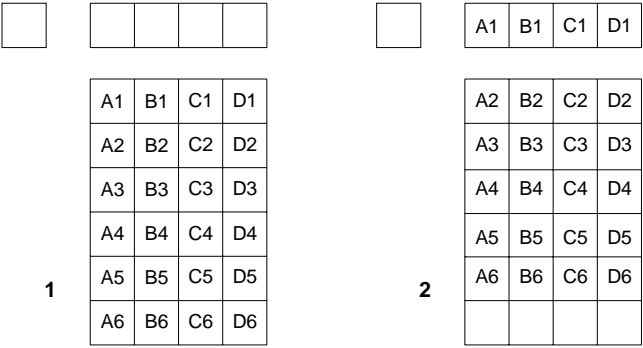 A1 B1 C1 D1
A1 B1 C1 D1
A2 B2 C2 D2
A3 B3 C3 D3
A4 B4 C4 D4
A5 B5 C5 D5
A6 B6 C6 D6
1
A2 B2 C2 D2
A3 B3 C3 D3
A4 B4 C4 D4
A5 B5 C5 D5
A6 B6 C6 D6
2